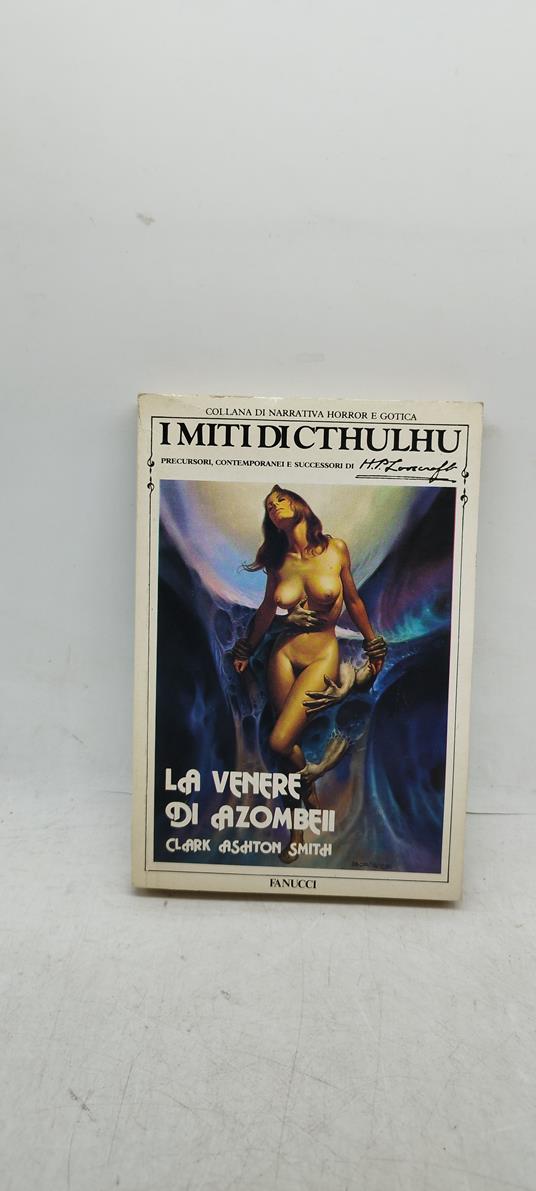 COLLANA DI NARRATIVA HORROR E GOTICA
I MITI DI CTHULHU
PRECURSORI, CONTEMPORANEI E SUCCESSORI DI H.P. Lovecraft
LA VENERE
DI AZOMBEII
CLARK ASHTON SMITH
FANUCCI